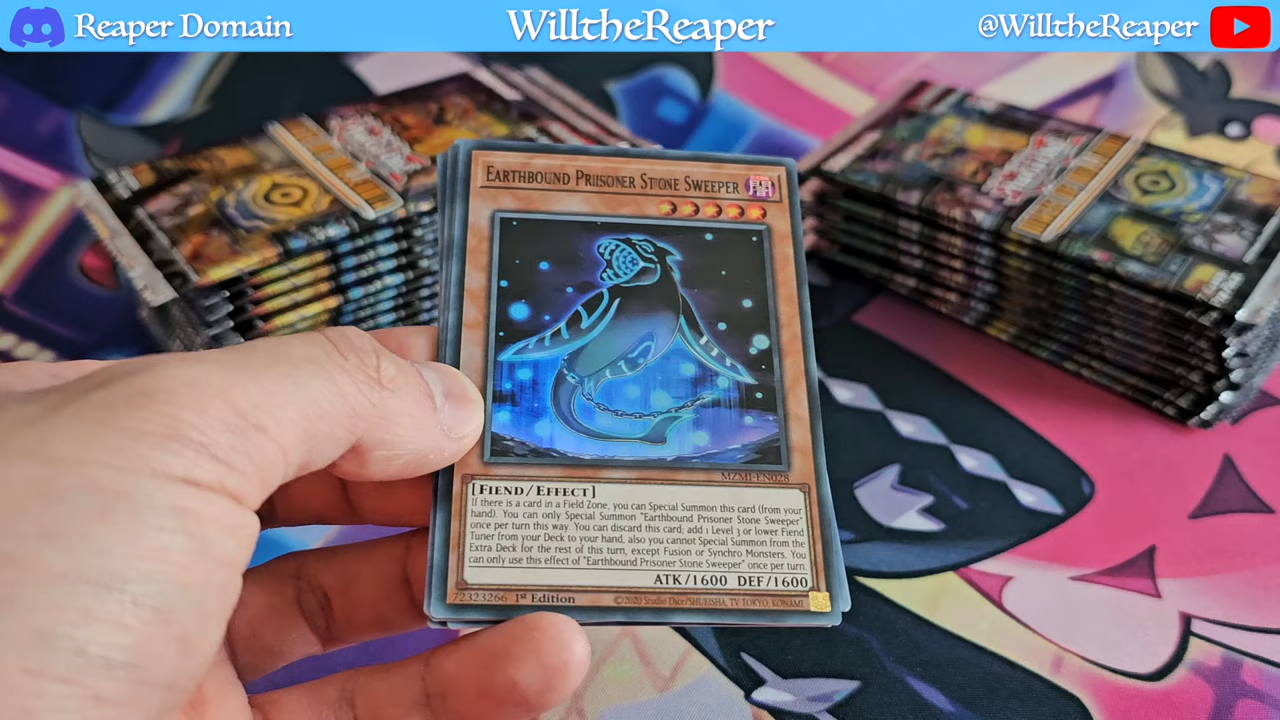 Reaper Domain
WilltheReaper
@WilltheReaper
EARTHBOUND PRISONER STONE SWEEPER
闇
MZMI-EN028
[FIEND/EFFECT]
If there is a card in a Field Zone, you can Special Summon this card (from your
hand). You can only Special Summon "Earthbound Prisoner Stone Sweeper"
once per turn this way. You can discard this card; add 1 Level 3 or lower Fiend
Tuner from your Deck to your hand, also you cannot Special Summon from the
Extra Deck for the rest of this turn, except Fusion or Synchro Monsters. You
can only use this effect of "Earthbound Prisoner Stone Sweeper" once per turn.
ATK/1600 DEF/1600
72323266 1st Edition ©2020 Studio Dice/SHUEISHA, TV TOKYO, KONAMI